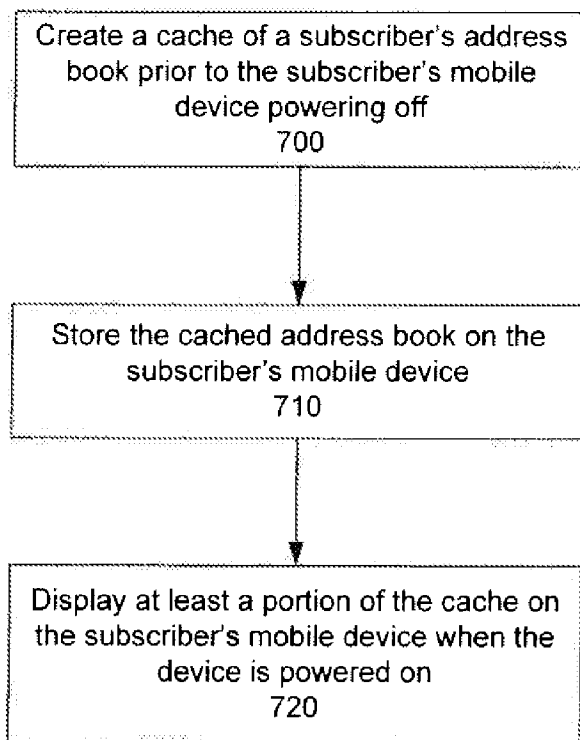 Create a cache of a subscriber's address
book prior to the subscriber's mobile
device powering off
700
Store the cached address book on the
subscriber's mobile device
710
Display at least a portion of the cache on
the subscriber's mobile device when the
device is powered on
720